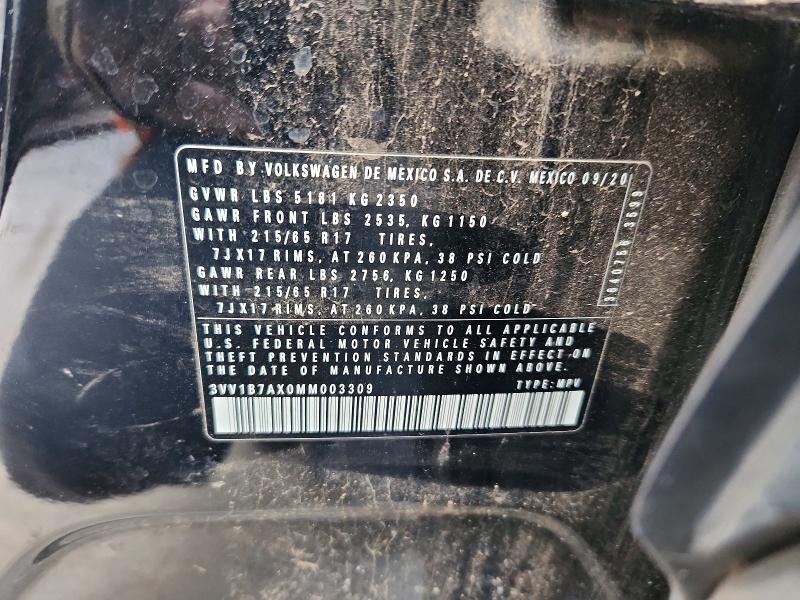 MFD BY VOLKSWAGEN DE MEXICO S.A. DE C.V. MEXICO 09/20
GVWR LBS 5181 KG 2350
GAWR FRONT LBS 2535, KG 1150
WITH 215/65 R17 TIRES,
7JX17 RIMS, AT 260 KPA, 38 PSI COLD
GAWR REAR LBS 2756, KG 1250
WITH 215/65 R17 TIRES,
7JX17 RIMS, AT 260 KPA, 38 PSI COLD
THIS VEHICLE CONFORMS TO ALL APPLICABLE
U.S. FEDERAL MOTOR VEHICLE SAFETY AND
THEFT PREVENTION STANDARDS IN EFFECT ON
THE DATE OF MANUFACTURE SHOWN ABOVE.
3VV1B7AX0MM003309 TYPE: MPV